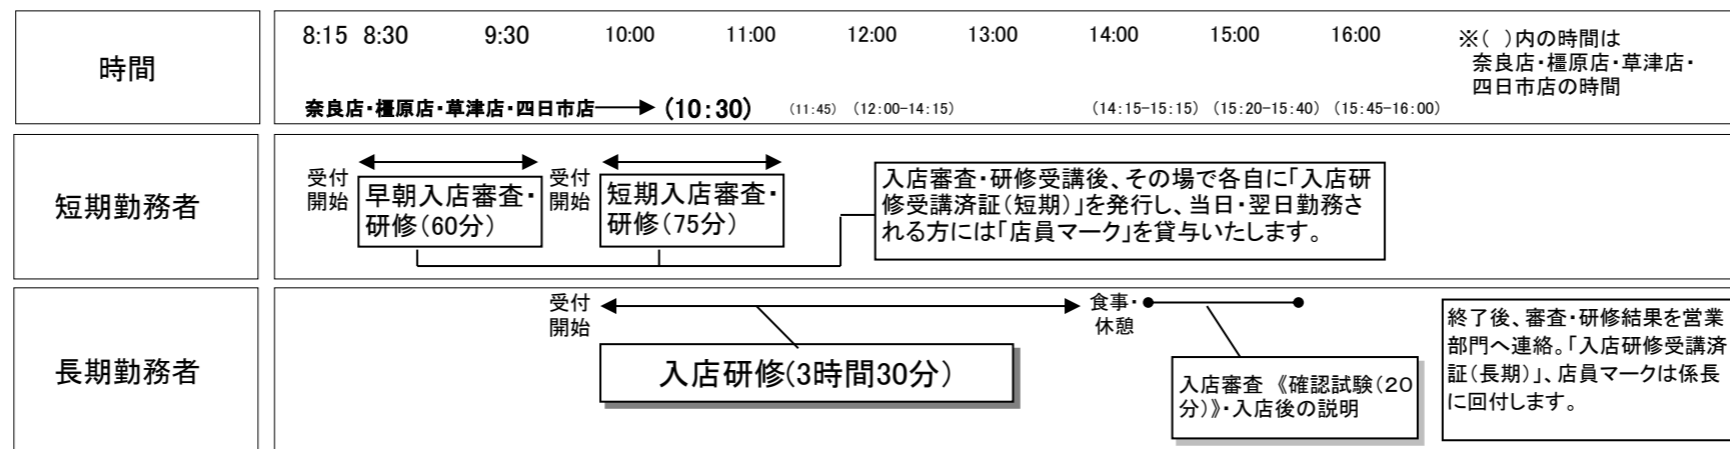 時間
8:15 8:30 9:30 10:00 11:00 12:00 13:00 14:00 15:00 16:00
※( )内の時間は
奈良店・橿原店・草津店・
四日市店の時間
奈良店・橿原店・草津店・四日市店 (10:30) (11:45) (12:00-14:15) (14:15-15:15) (15:20-15:40) (15:45-16:00)
短期勤務者
受付
開始
早朝入店審査・
研修(60分)
受付
開始
短期入店審査・
研修(75分)
入店審査・研修受講後、その場で各自に「入店研
修受講済証(短期)」を発行し、当日・翌日勤務さ
れる方には「店員マーク」を貸与いたします。
長期勤務者
受付
開始
入店研修(3時間30分)
食事・
休憩
入店審査 《確認試験(20
分)》・入店後の説明
終了後、審査・研修結果を営業
部門へ連絡。「入店研修受講済
証(長期)」、店員マークは係長
に回付します。